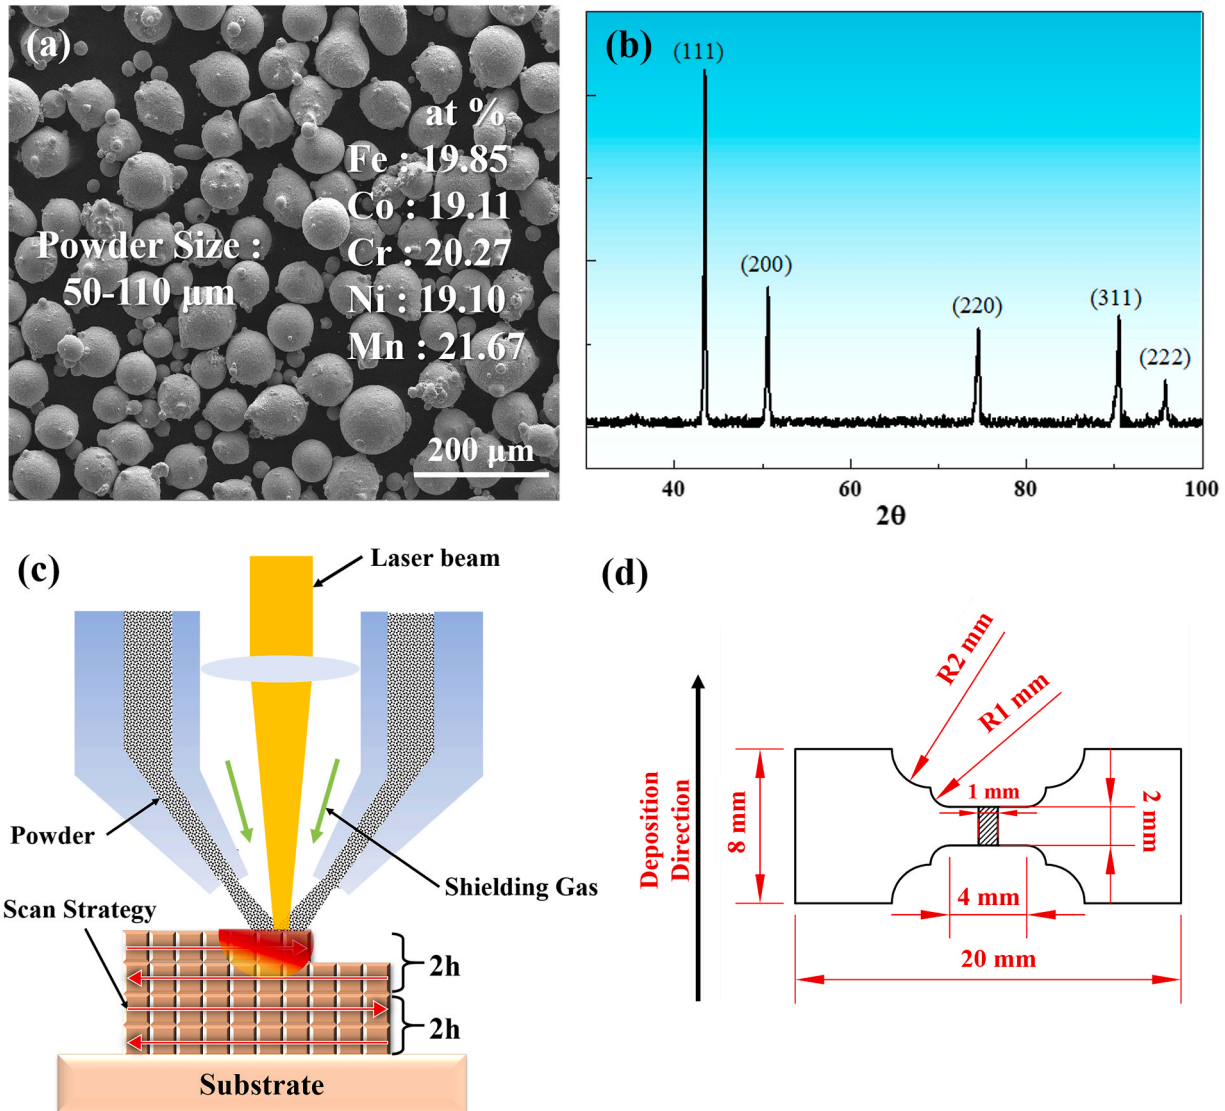 (a)
at %
Fe : 19.85
Co : 19.11
Cr : 20.27
Ni : 19.10
Mn : 21.67
Powder Size :
50-110 μm
200 μm
(b)
(111)
(200)
(220)
(311)
(222)
40
60
80
100
2θ
(c)
Laser beam
Powder
Shielding Gas
Scan Strategy
2h
2h
Substrate
(d)
R2 mm
R1 mm
Deposition
Direction
8 mm
1 mm
2 mm
4 mm
20 mm